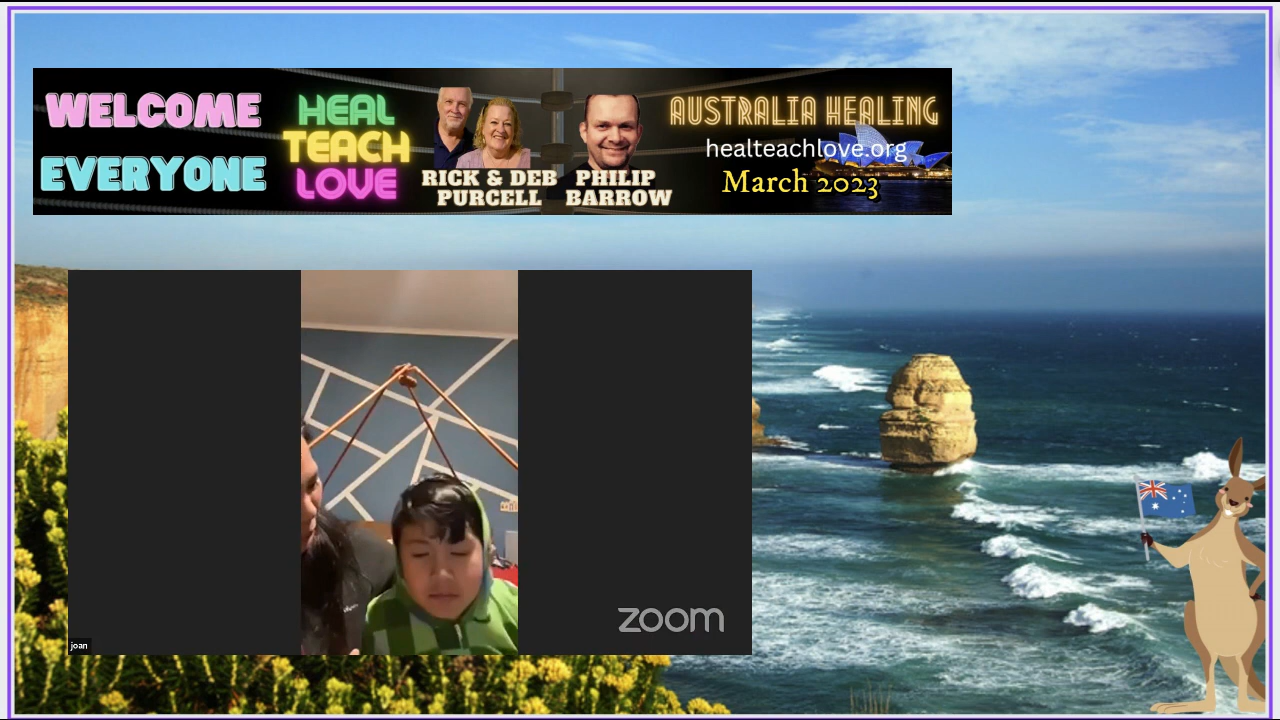 WELCOME
EVERYONE
HEAL
TEACH
LOVE
RICK & DEB
PURCELL
PHILIP
BARROW
AUSTRALIA HEALING
healteachlove.org
March 2023
joan
zoom